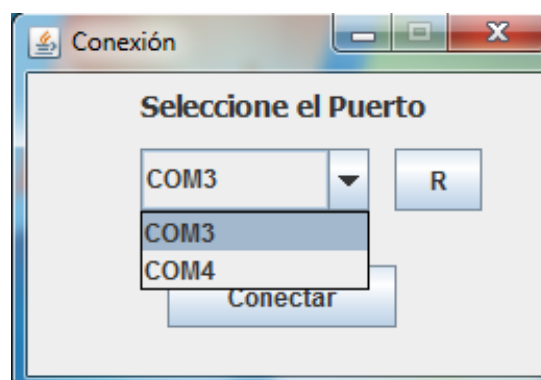 Conexión
Seleccione el Puerto
COM3
R
COM3
COM4
Conectar